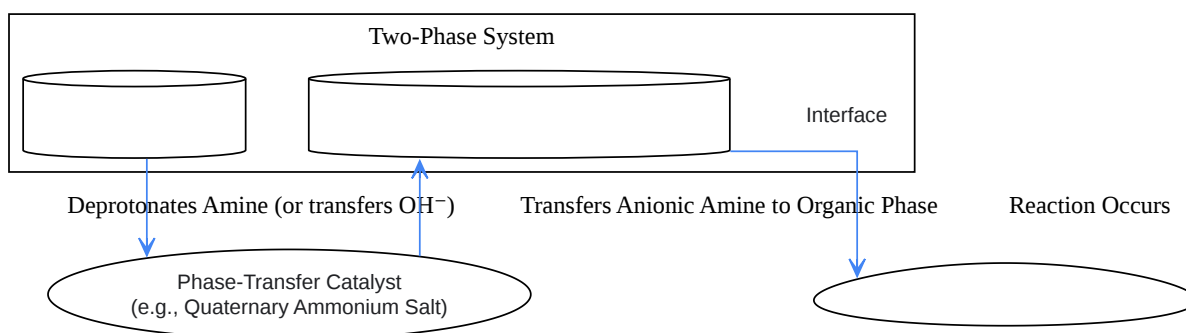 Two-Phase System
Interface
Deprotonates Amine (or transfers OH⁻)
Transfers Anionic Amine to Organic Phase
Reaction Occurs
Phase-Transfer Catalyst
(e.g., Quaternary Ammonium Salt)